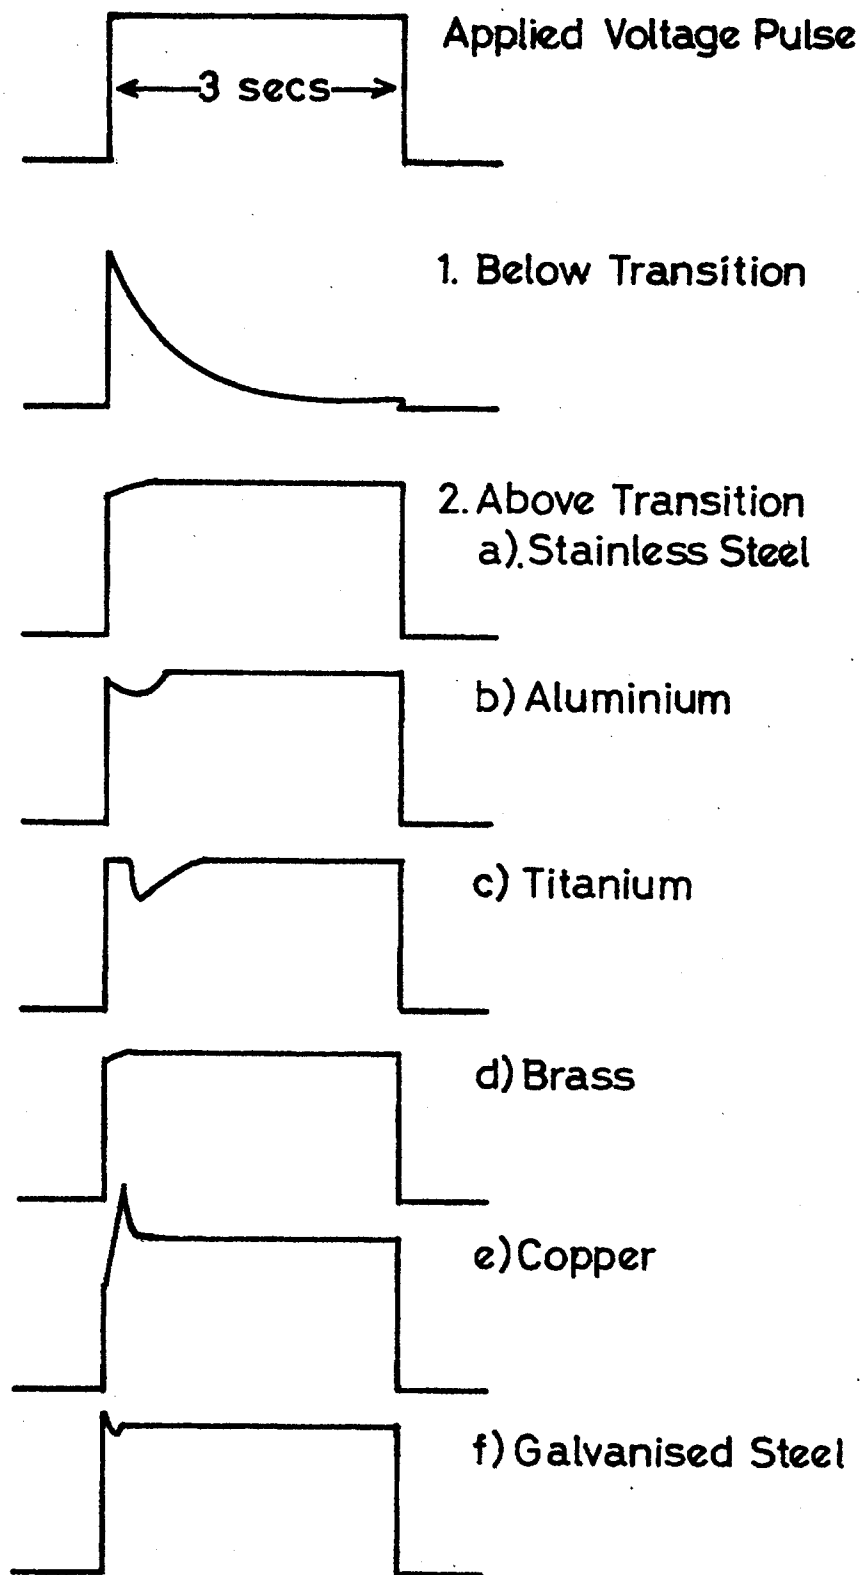 Applied Voltage Pulse
3 secs
1. Below Transition
2. Above Transition
a). Stainless Steel
b) Aluminium
c) Titanium
d) Brass
e) Copper
f) Galvanised Steel